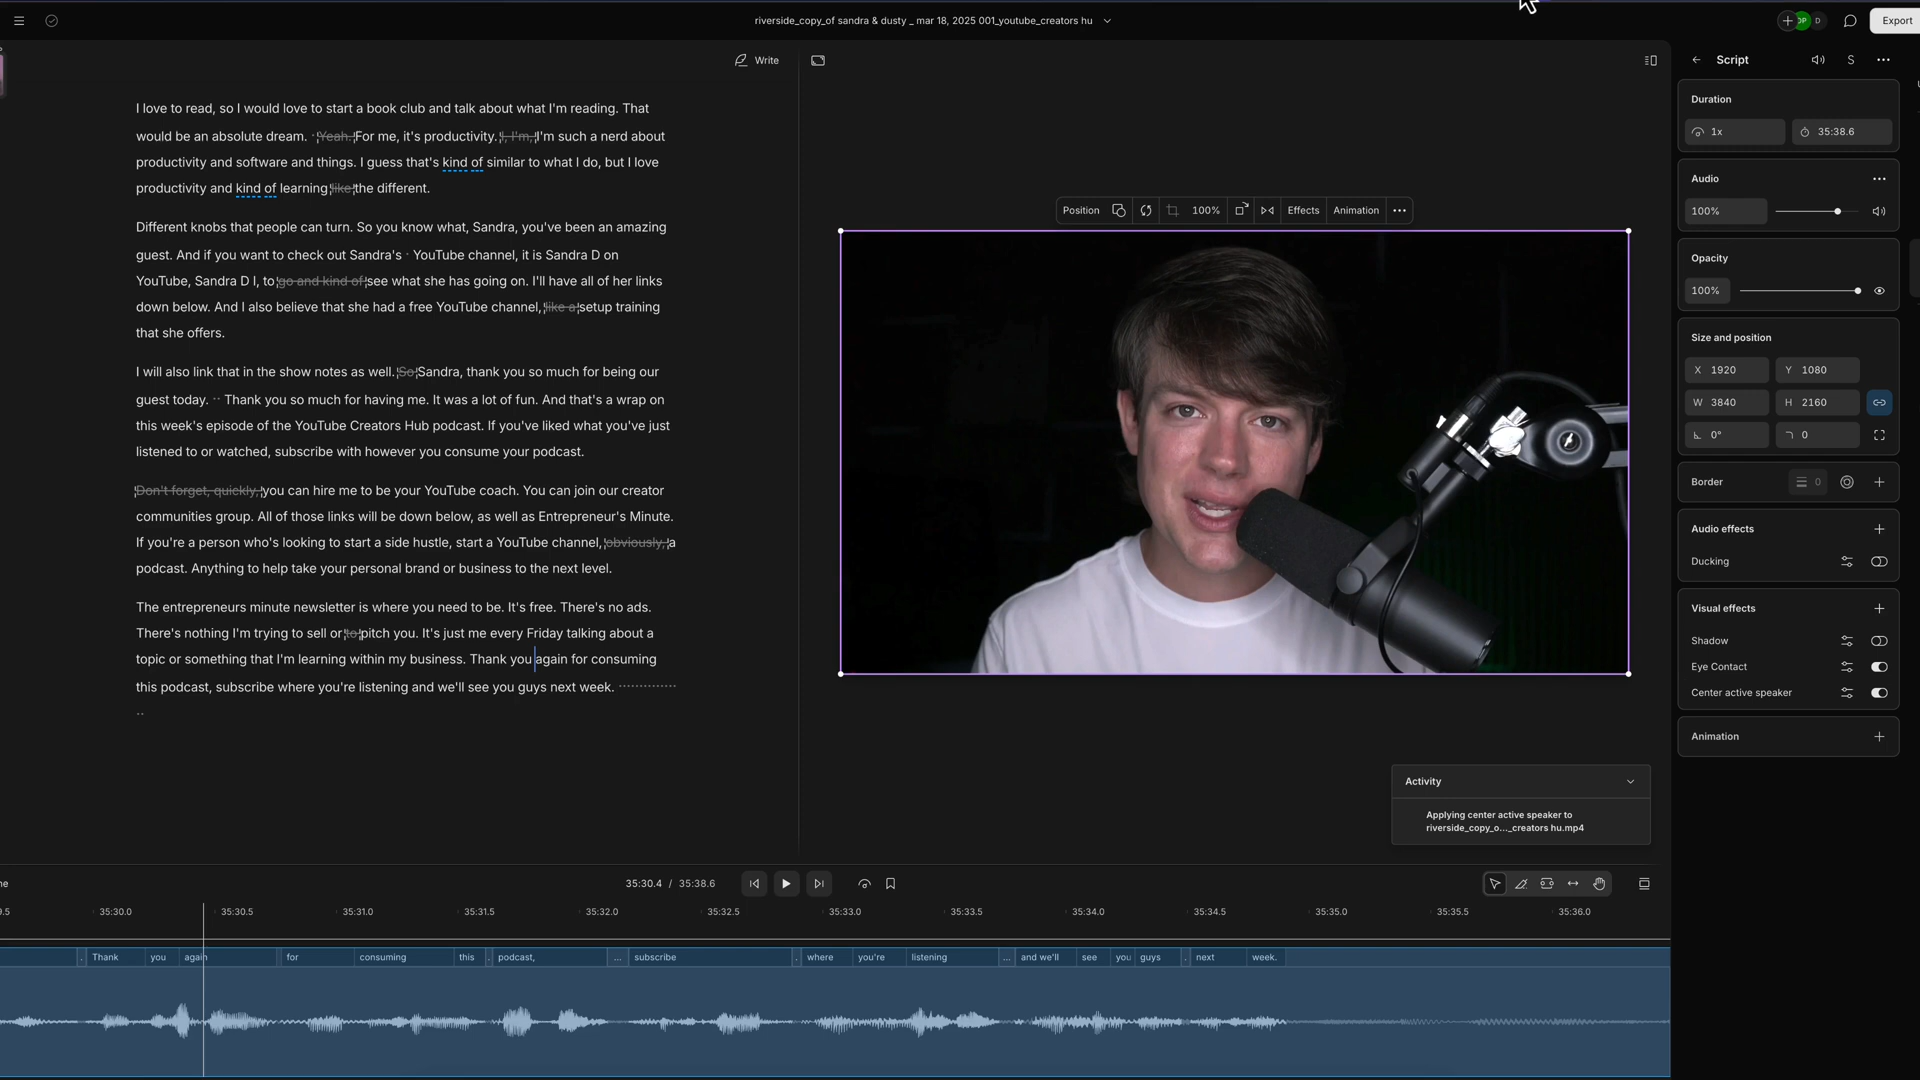 riverside_copy_of sandra & dusty _ mar 18, 2025 001_youtube_creators hu
DP
D
Export
Write
Script
S
I love to read, so I would love to start a book club and talk about what I'm reading. That
would be an absolute dream. Yeah. For me, it's productivity. I, I'm, I'm such a nerd about
productivity and software and things. I guess that's kind of similar to what I do, but I love
productivity and kind of learning like the different.
Different knobs that people can turn. So you know what, Sandra, you've been an amazing
guest. And if you want to check out Sandra's YouTube channel, it is Sandra D on
YouTube, Sandra D I, to go and kind of see what she has going on. I'll have all of her links
down below. And I also believe that she had a free YouTube channel, like a setup training
that she offers.
I will also link that in the show notes as well. So Sandra, thank you so much for being our
guest today. Thank you so much for having me. It was a lot of fun. And that's a wrap on
this week's episode of the YouTube Creators Hub podcast. If you've liked what you've just
listened to or watched, subscribe with however you consume your podcast.
Don't forget, quickly, you can hire me to be your YouTube coach. You can join our creator
communities group. All of those links will be down below, as well as Entrepreneur's Minute.
If you're a person who's looking to start a side hustle, start a YouTube channel, obviously, a
podcast. Anything to help take your personal brand or business to the next level.
The entrepreneurs minute newsletter is where you need to be. It's free. There's no ads.
There's nothing I'm trying to sell or to pitch you. It's just me every Friday talking about a
topic or something that I'm learning within my business. Thank you again for consuming
this podcast, subscribe where you're listening and we'll see you guys next week.
Position
100%
Effects
Animation
Duration
1x
35:38.6
Audio
100%
Opacity
100%
Size and position
X 1920
Y 1080
W 3840
H 2160
0°
0
Border
0
Audio effects
Ducking
Visual effects
Shadow
Eye Contact
Center active speaker
Animation
Activity
Applying center active speaker to
riverside_copy_o..._creators hu.mp4
ne
35:30.4 / 35:38.6
9.5 35:30.0 35:30.5 35:31.0 35:31.5 35:32.0 35:32.5 35:33.0 35:33.5 35:34.0 35:34.5 35:35.0 35:35.5 35:36.0
. Thank you again for consuming this . podcast, ... subscribe . where you're listening ... and we'll see you guys . next week.